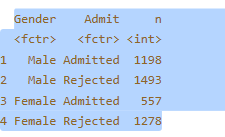 Gender Admit n
<fctr> <fctr> <int>
1 Male Admitted 1198
2 Male Rejected 1493
3 Female Admitted 557
4 Female Rejected 1278